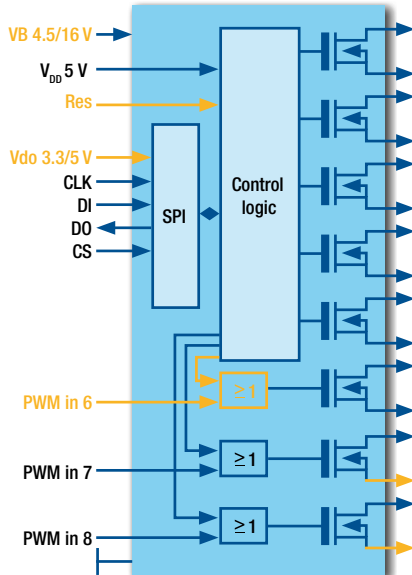 VB 4.5/16 V
VDD 5 V
Res
Vdo 3.3/5 V
CLK
DI
DO
CS
SPI
Control
logic
PWM in 6
≥1
PWM in 7
≥1
PWM in 8
≥1